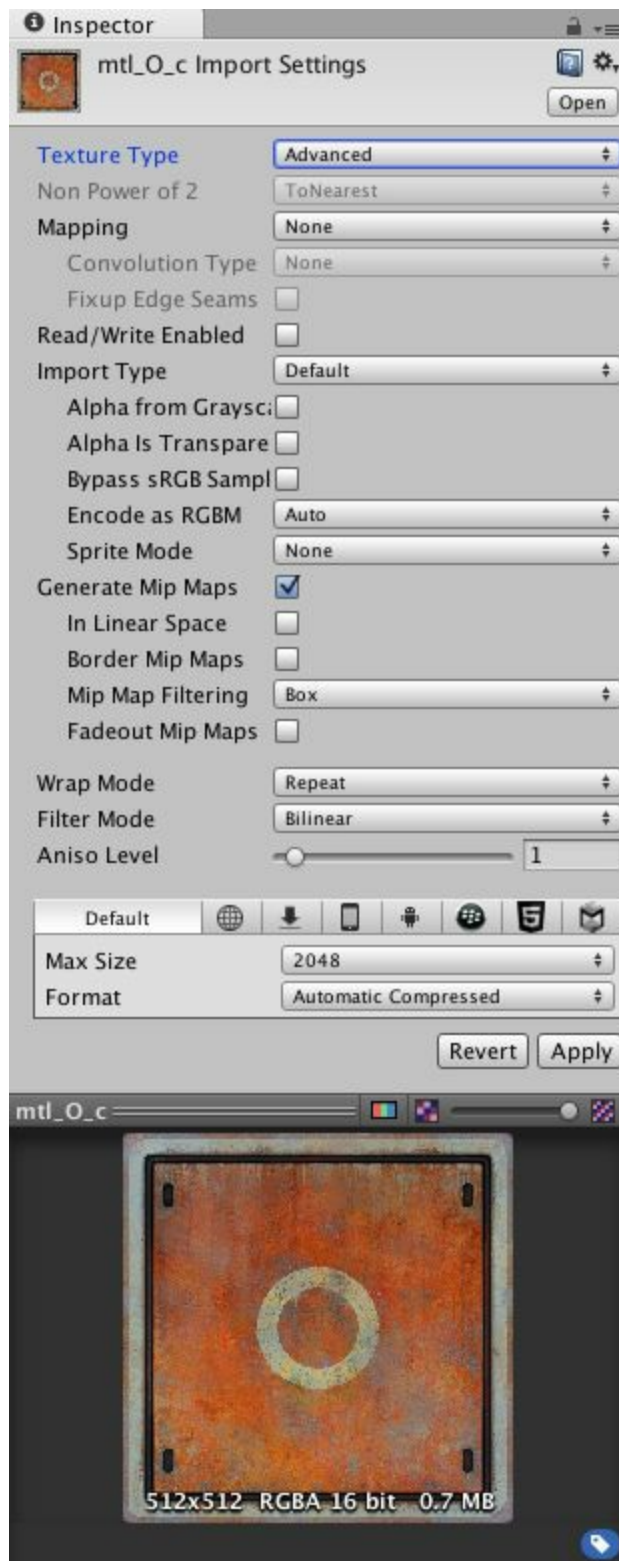 Inspector
mtl_O_c Import Settings
Open
Texture Type Advanced
Non Power of 2 ToNearest
Mapping None
Convolution Type None
Fixup Edge Seams
Read/Write Enabled
Import Type Default
Alpha from Graysca
Alpha Is Transpare
Bypass sRGB Sampl
Encode as RGBM Auto
Sprite Mode None
Generate Mip Maps
In Linear Space
Border Mip Maps
Mip Map Filtering Box
Fadeout Mip Maps
Wrap Mode Repeat
Filter Mode Bilinear
Aniso Level 1
Default
Max Size 2048
Format Automatic Compressed
Revert Apply
mtl_O_c
512x512 RGBA 16 bit 0.7 MB